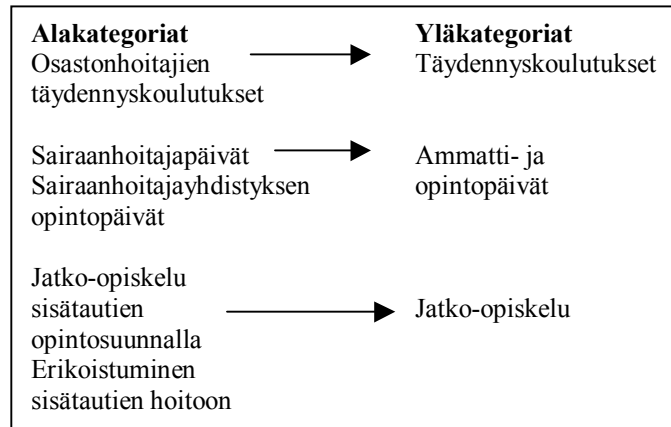 Alakategoriat
Osastonhoitajien
täydennyskoulutukset
Yläkategoriat
Täydennyskoulutukset
Sairaanhoitajapäivät
Sairaanhoitajayhdistyksen
opintopäivät
Ammatti- ja
opintopäivät
Jatko-opiskelu
sisätautien
opintosuunnalla
Erikoistuminen
sisätautien hoitoon
Jatko-opiskelu